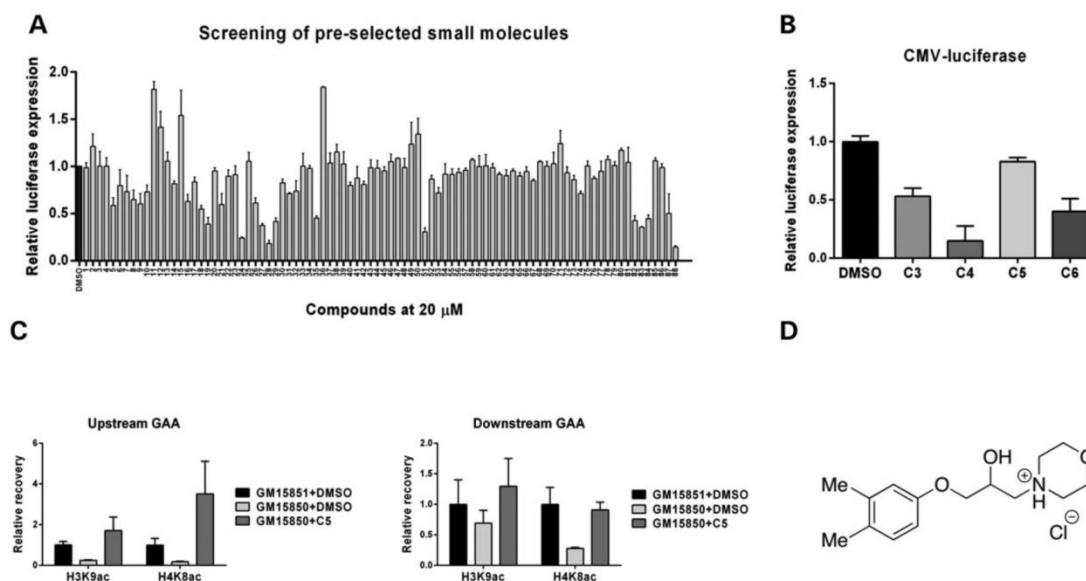 A
Screening of pre-selected small molecules
Relative luciferase expression
2.0
1.5
1.0
0.5
0.0
DMSO
Compounds at 20 μM
B
CMV-luciferase
Relative luciferase expression
1.5
1.0
0.5
0.0
DMSO C3 C4 C5 C6
C
Upstream GAA
Relative recovery
6
4
2
0
H3K9ac H4K8ac
GM15851+DMSO
GM15850+DMSO
GM15850+C5
Downstream GAA
Relative recovery
2.0
1.5
1.0
0.5
0.0
H3K9ac H4K8ac
GM15851+DMSO
GM15850+DMSO
GM15850+C5
D
OH
O
Me
O
N
+
H
Me
Cl
−